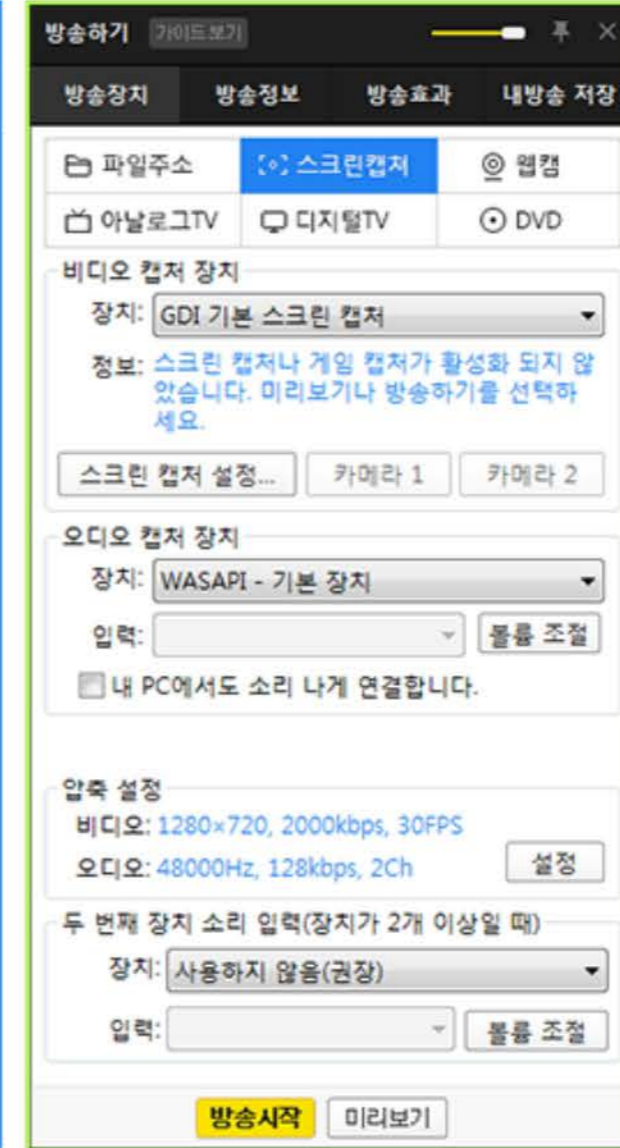 방송하기 가이드보기
방송장치 방송정보 방송효과 내방송 저장
파일주소 스크린캡쳐 웹캠
아날로그TV 디지털TV DVD
비디오 캡처 장치
장치: GDI 기본 스크린 캡처
정보: 스크린 캡처나 게임 캡처가 활성화 되지 않
았습니다. 미리보기나 방송하기를 선택하
세요.
스크린 캡처 설정... 카메라 1 카메라 2
오디오 캡처 장치
장치: WASAPI - 기본 장치
입력: 볼륨 조절
내 PC에서도 소리 나게 연결합니다.
압축 설정
비디오: 1280×720, 2000kbps, 30FPS
오디오: 48000Hz, 128kbps, 2Ch 설정
두 번째 장치 소리 입력(장치가 2개 이상일 때)
장치: 사용하지 않음(권장)
입력: 볼륨 조절
방송시작 미리보기